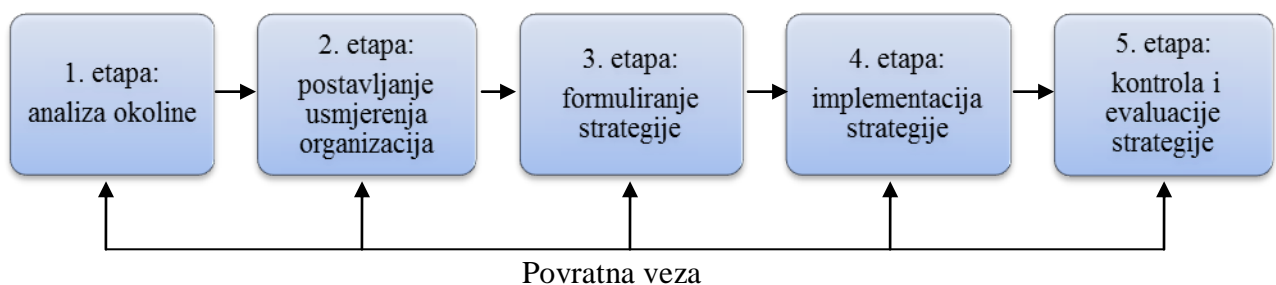 1. etapa:
analiza okoline
2. etapa:
postavljanje
usmjerenja
organizacija
3. etapa:
formuliranje
strategije
4. etapa:
implementacija
strategije
5. etapa:
kontrola i
evaluacije
strategije
Povratna veza